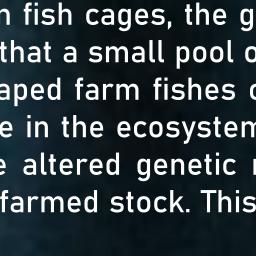 n fish cages, the g
that a small pool o
aped farm fishes
e in the ecosystem
e altered genetic
farmed stock. This